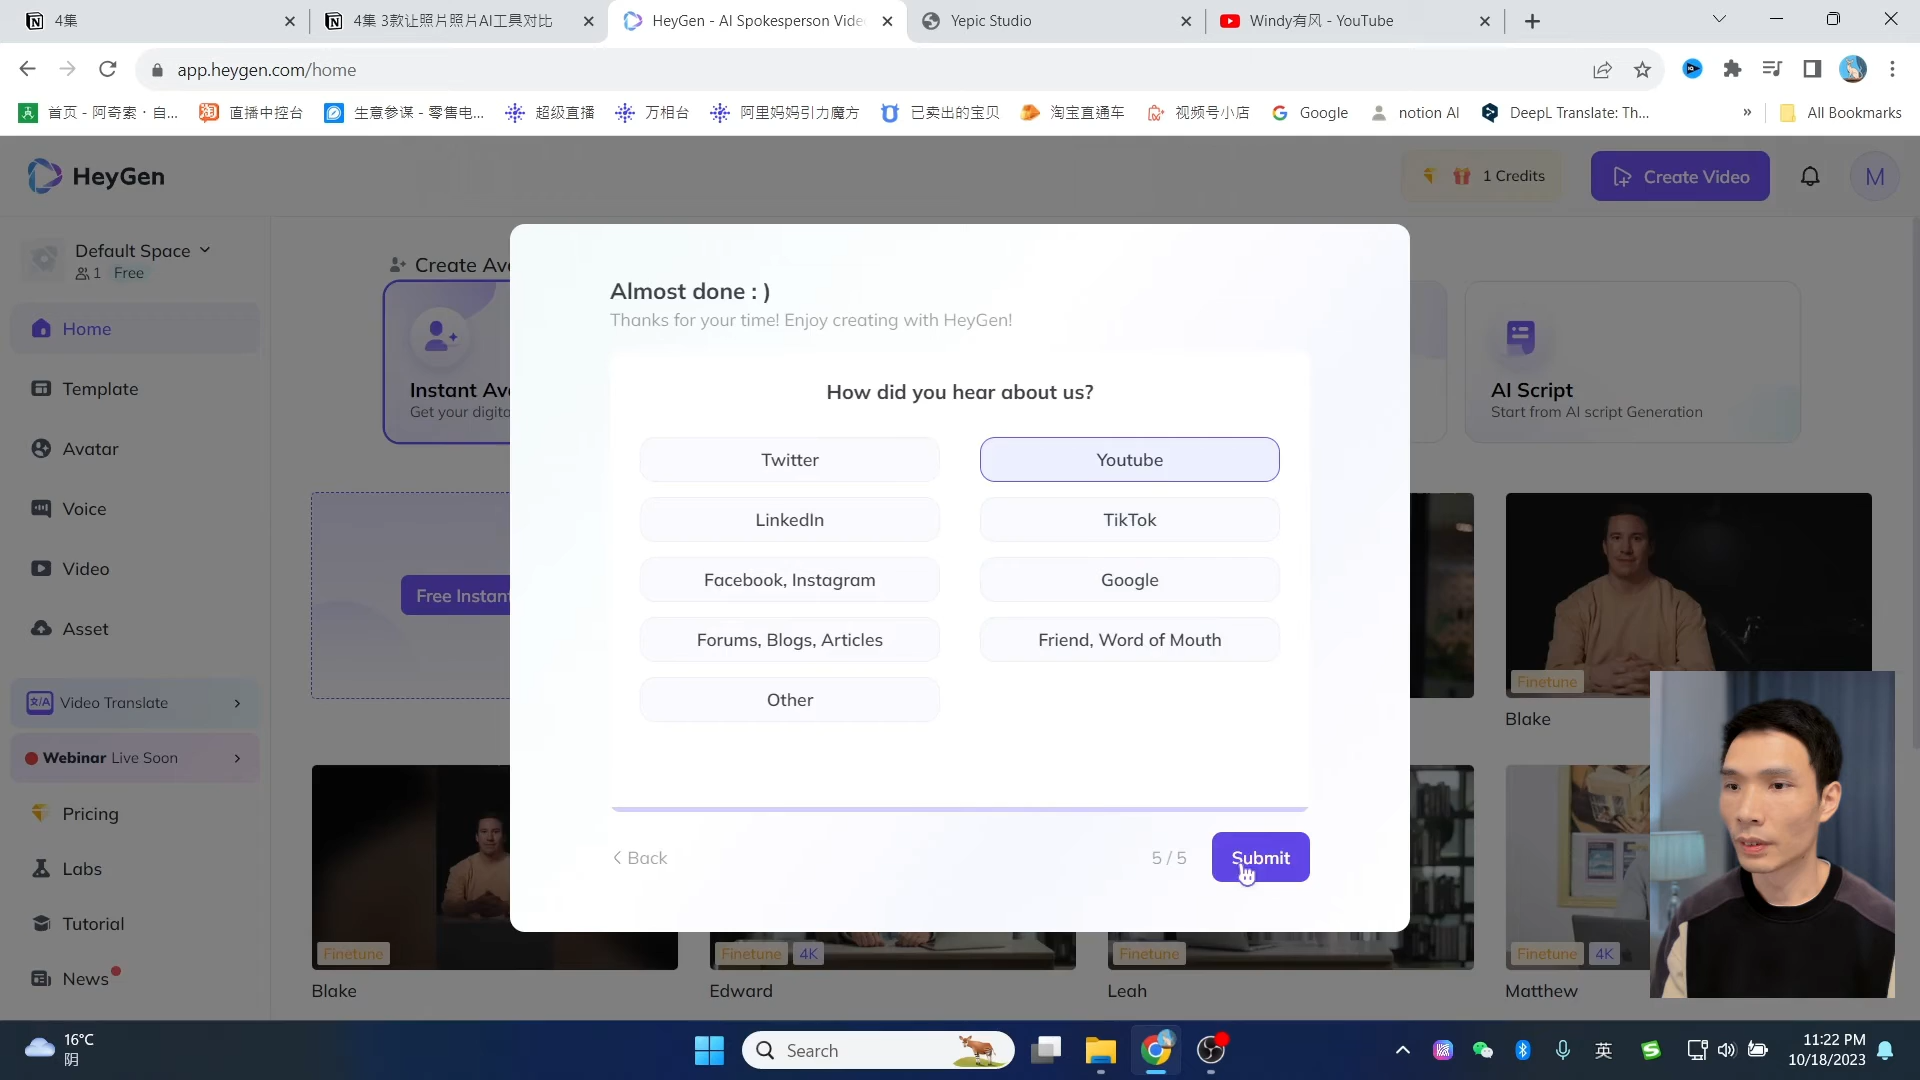 4集
4集 3款让照片照片AI工具对比
HeyGen - AI Spokesperson Vide
Yepic Studio
Windy有风 - YouTube
app.heygen.com/home
首页 - 阿奇索 · 自...
直播中控台
生意参谋 - 零售电...
超级直播
万相台
阿里妈妈引力魔方
已卖出的宝贝
淘宝直通车
视频号小店
Google
notion AI
DeepL Translate: Th...
»
All Bookmarks
HeyGen
1 Credits
Create Video
M
Default Space
1 Free
Home
Template
Avatar
Voice
Video
Asset
Video Translate
Webinar Live Soon
Pricing
Labs
Tutorial
News
Create Ava
Instant Ava
Get your digita
AI Script
Start from AI script Generation
Free Instant
Almost done : )
Thanks for your time! Enjoy creating with HeyGen!
How did you hear about us?
Twitter
Youtube
LinkedIn
TikTok
Facebook, Instagram
Google
Forums, Blogs, Articles
Friend, Word of Mouth
Other
Back
5 / 5
Submit
Finetune
Blake
Finetune
Blake
Finetune 4K
Edward
Finetune
Leah
Finetune 4K
Matthew
16°C
阴
Search
英
11:22 PM
10/18/2023